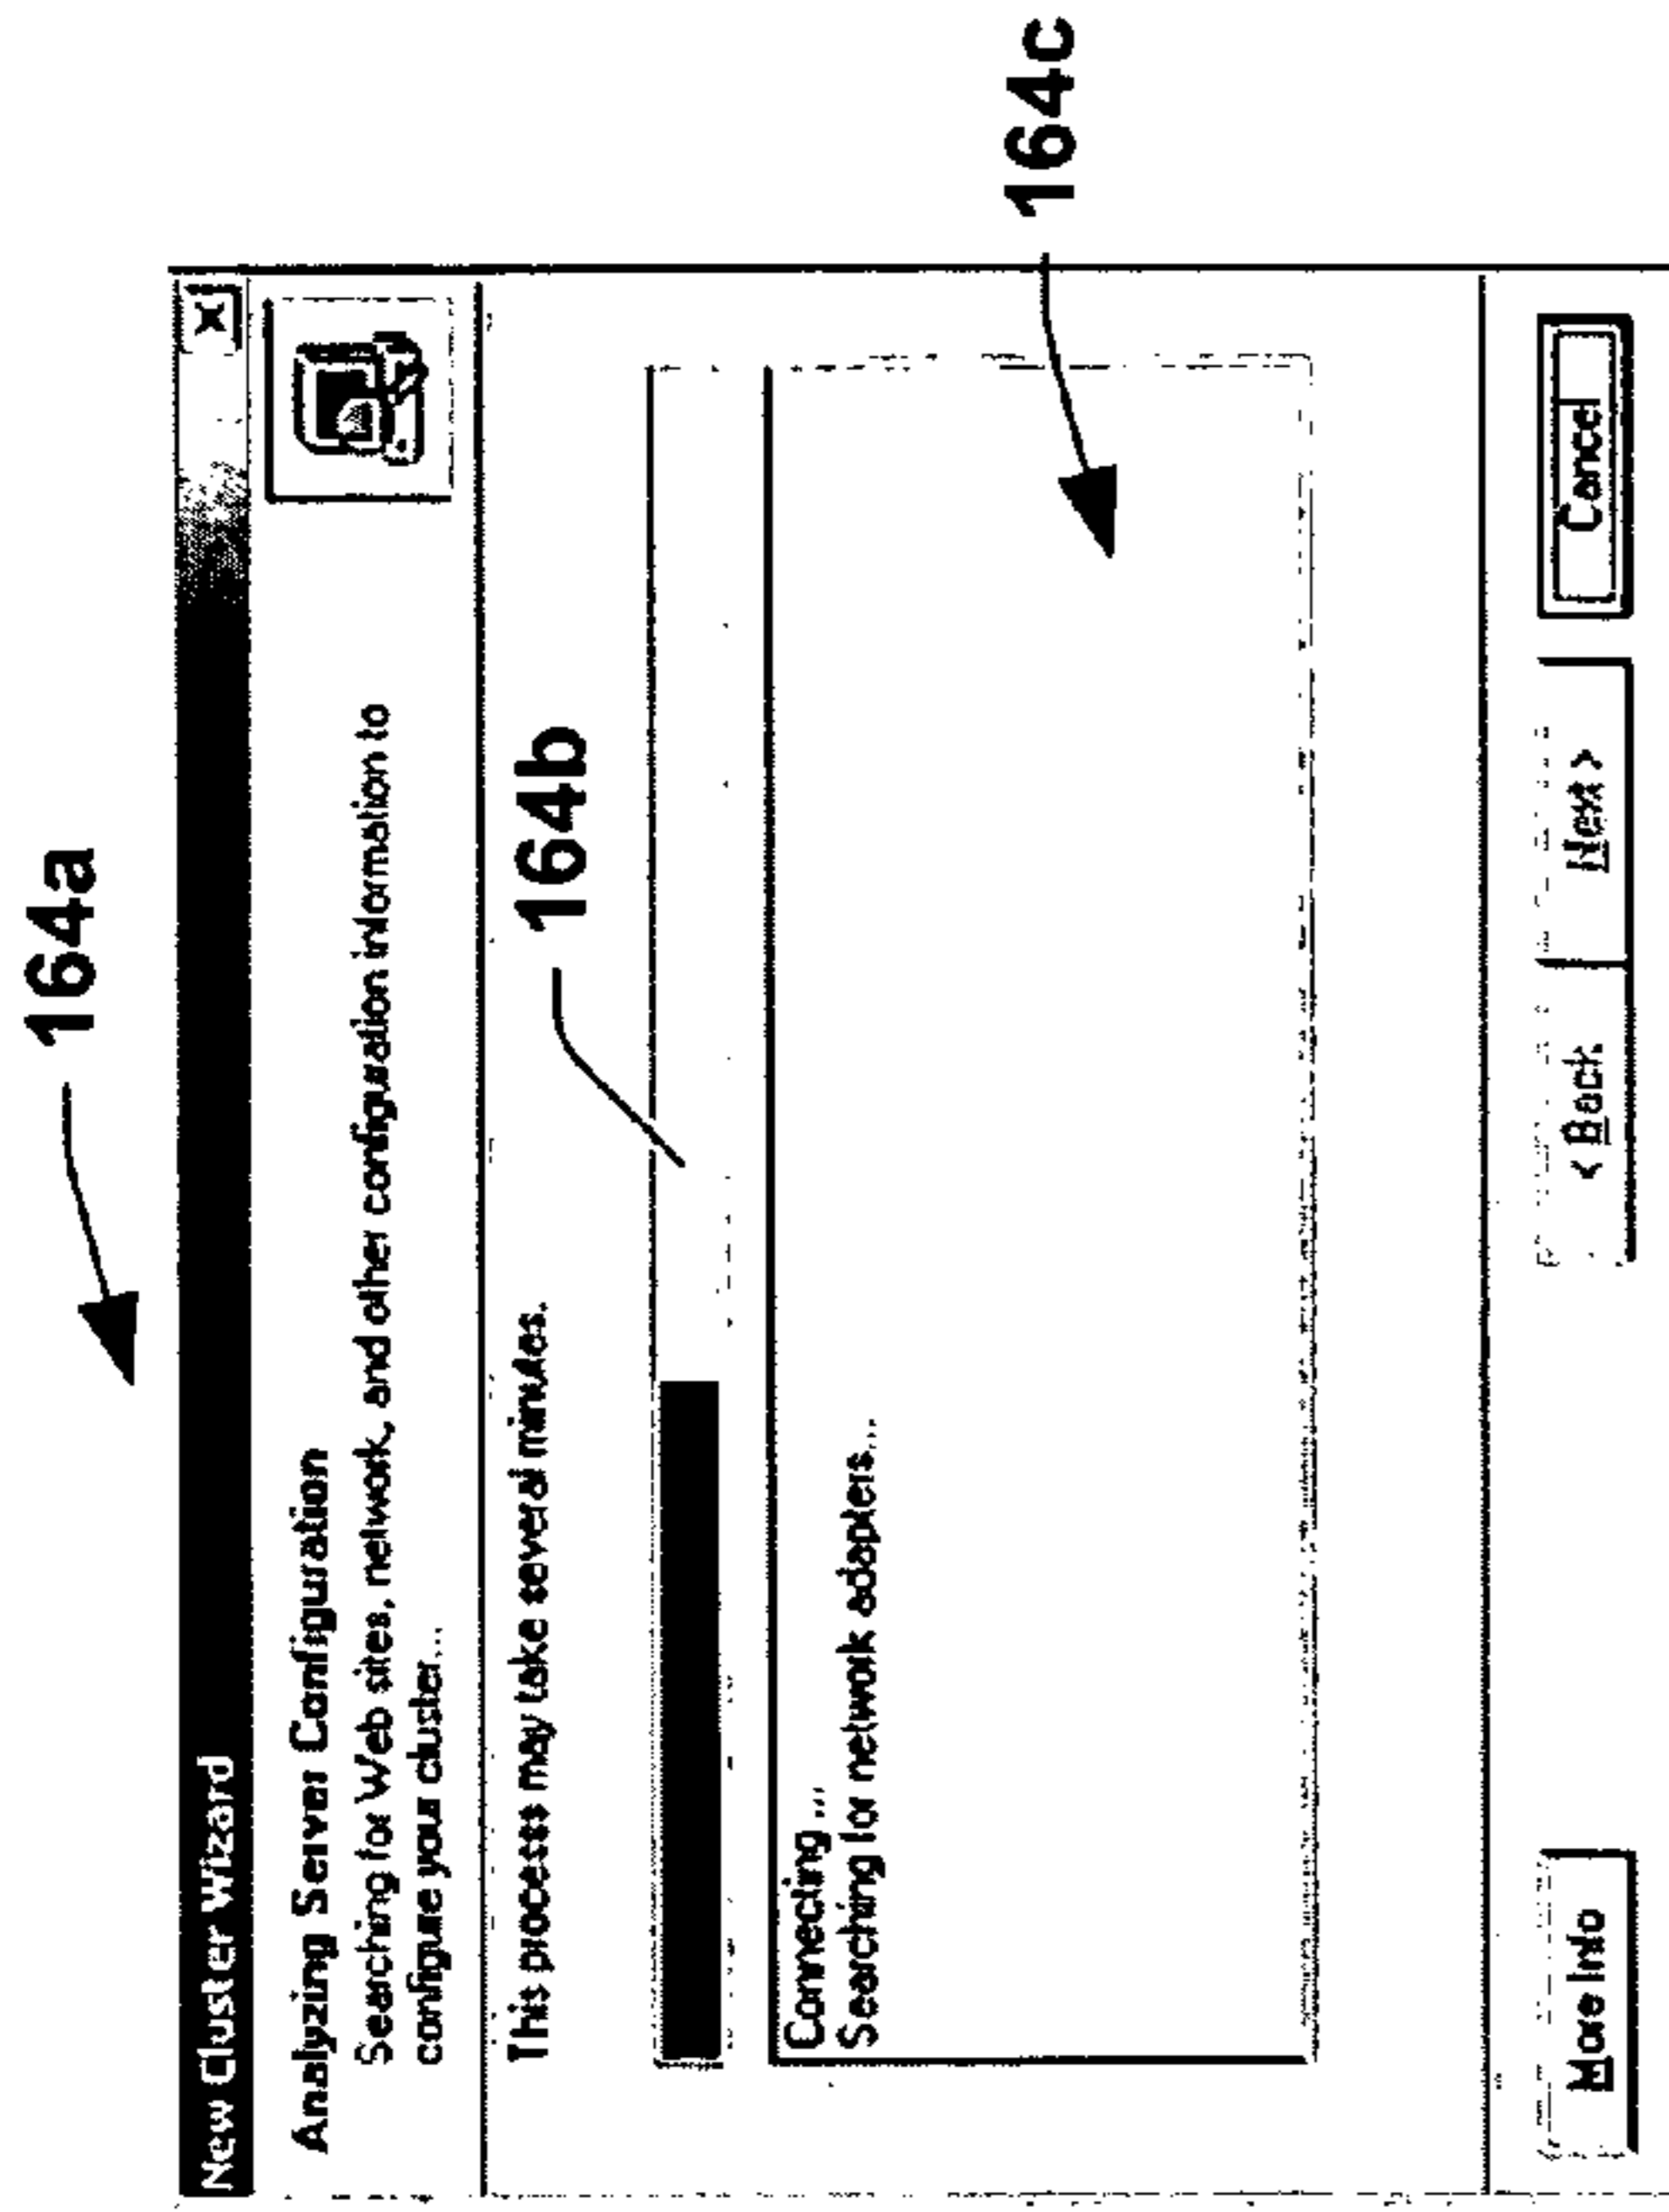 164a
New Cluster Wizard
X
Analyzing Server Configuration
Searching for Web sites, network, and other configuration information to
configure your cluster...
This process may take several minutes.
164b
Connecting ...
Searching for network adapters...
164c
More Info
< Back
Next >
Cancel